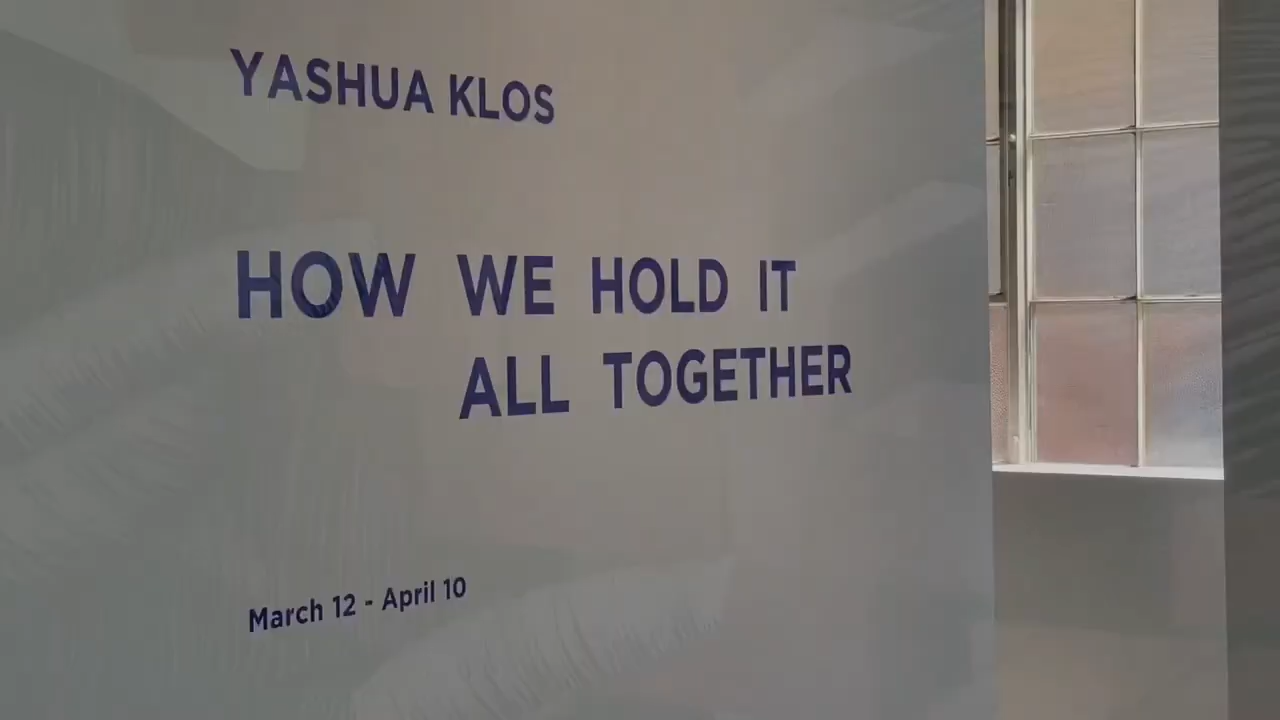 YASHUA KLOS
HOW WE HOLD IT
ALL TOGETHER
March 12 - April 10